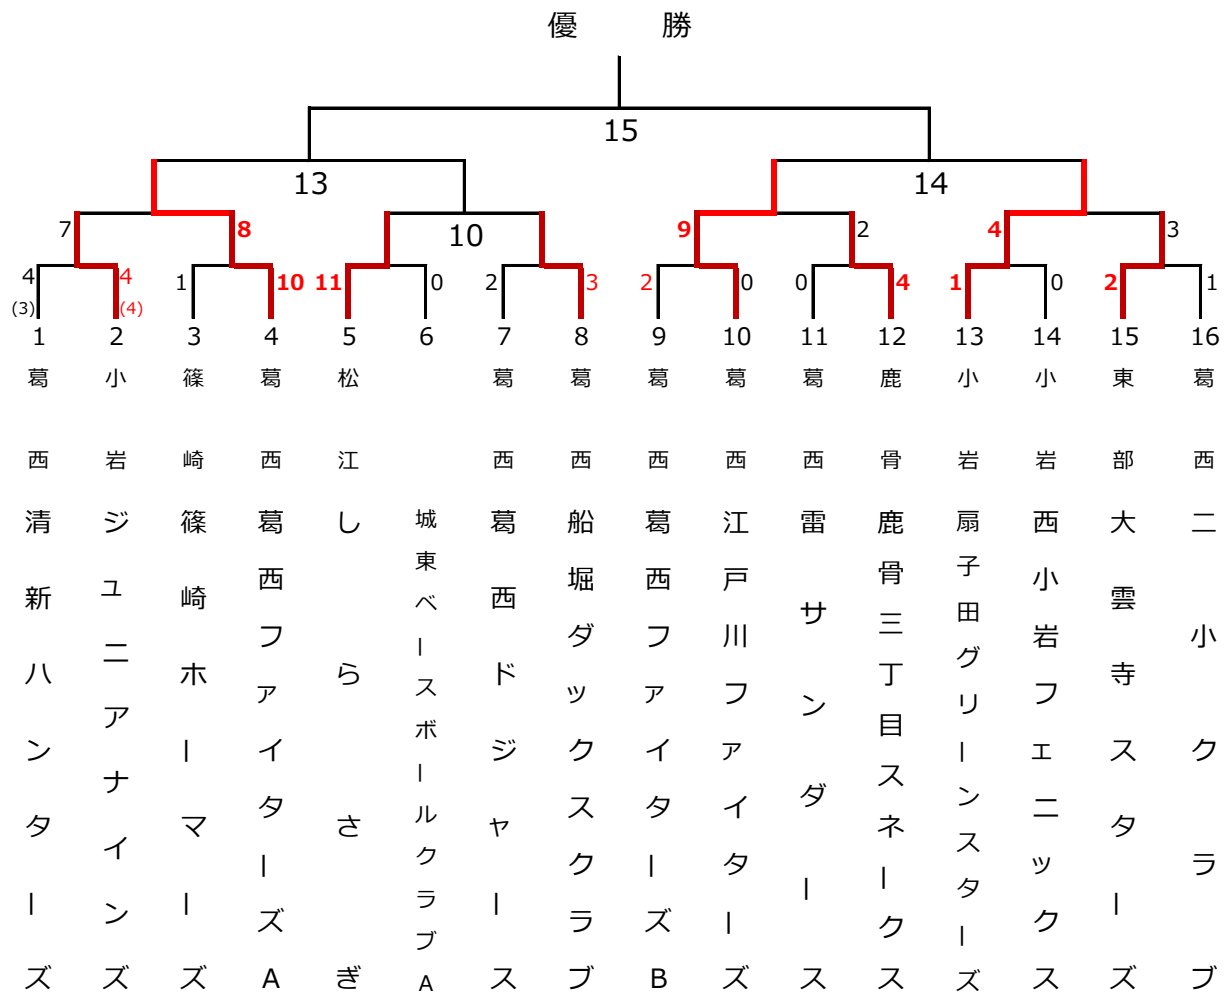 優 勝
15
13 14
7 8 10 9 2 4 3
4 4 1 10 11 0 2 3 2 0 0 4 1 0 2 1
(3) (4)
1 2 3 4 5 6 7 8 9 10 11 12 13 14 15 16
葛西 清新ハンターズ
小岩 ジュニアナインズ
篠崎 篠崎ホーマーズ
葛西 葛西ファイターズA
松江 しらさぎ
城東ベースボールクラブA
葛西 葛西ドジャース
葛西 船堀ダックスクラブ
葛西 葛西ファイターズB
葛西 江戸川ファイターズ
葛西 雷サンダース
鹿骨 鹿骨三丁目スネークス
小岩 扇子田グリーンスターズ
小岩 西小岩フェニックス
東部 大雲寺スターズ
葛西 二小クラブ